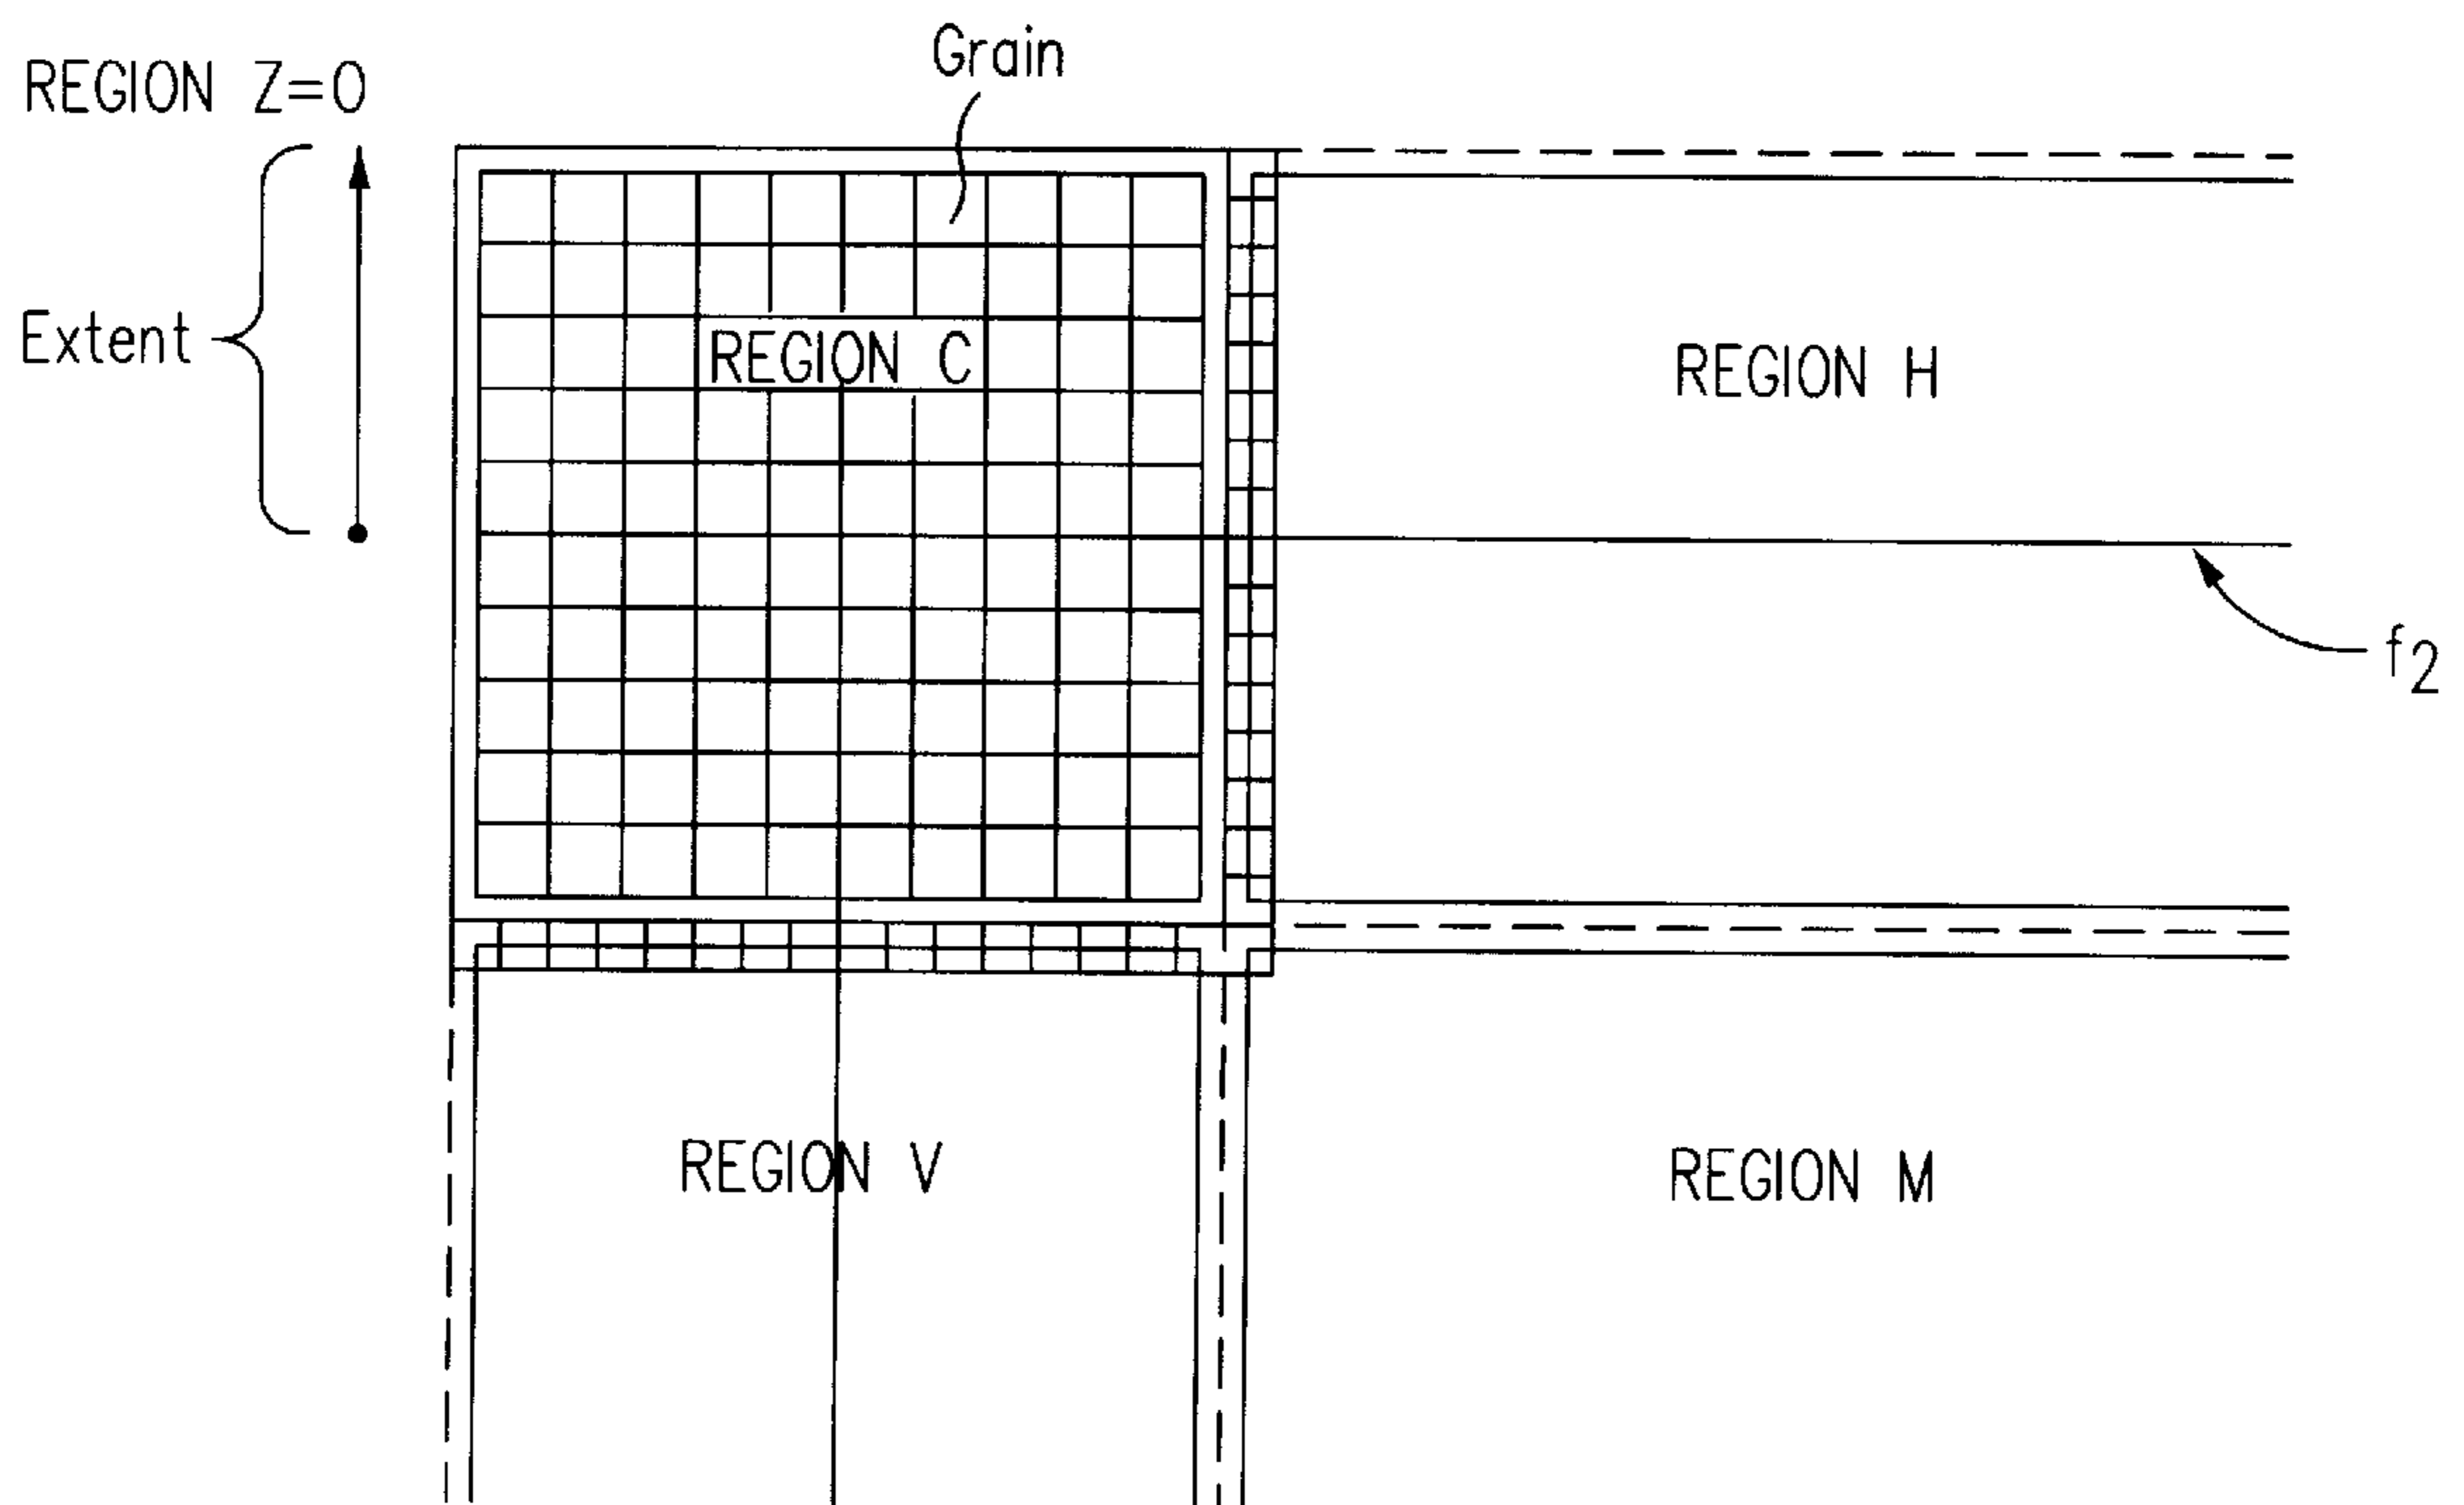 Grain
REGION Z=0
Extent
REGION C
REGION H
f2
REGION V
REGION M